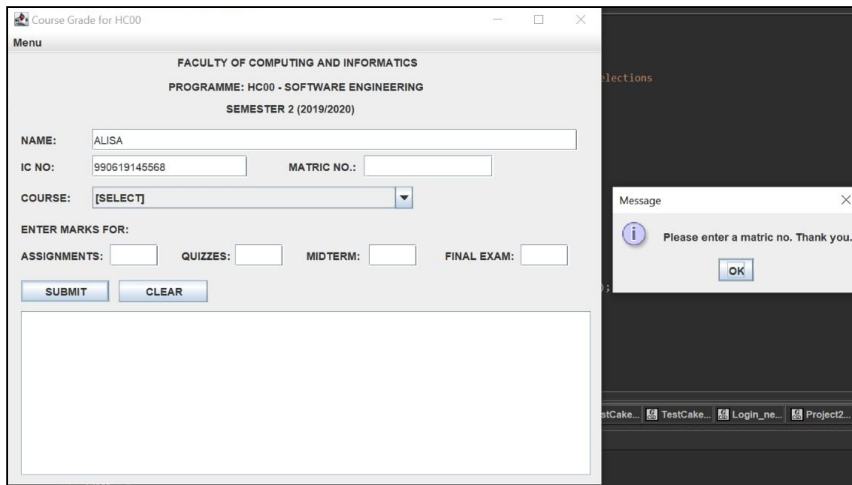 Course Grade for HC00
Menu
FACULTY OF COMPUTING AND INFORMATICS
PROGRAMME: HC00 - SOFTWARE ENGINEERING
SEMESTER 2 (2019/2020)
NAME: ALISA
IC NO: 990619145568 MATRIC NO.:
COURSE: [SELECT]
ENTER MARKS FOR:
ASSIGNMENTS: QUIZZES: MIDTERM: FINAL EXAM:
SUBMIT CLEAR
elections
Message
Please enter a matric no. Thank you.
OK
);
stCake... TestCake... Login_ne... Project2...